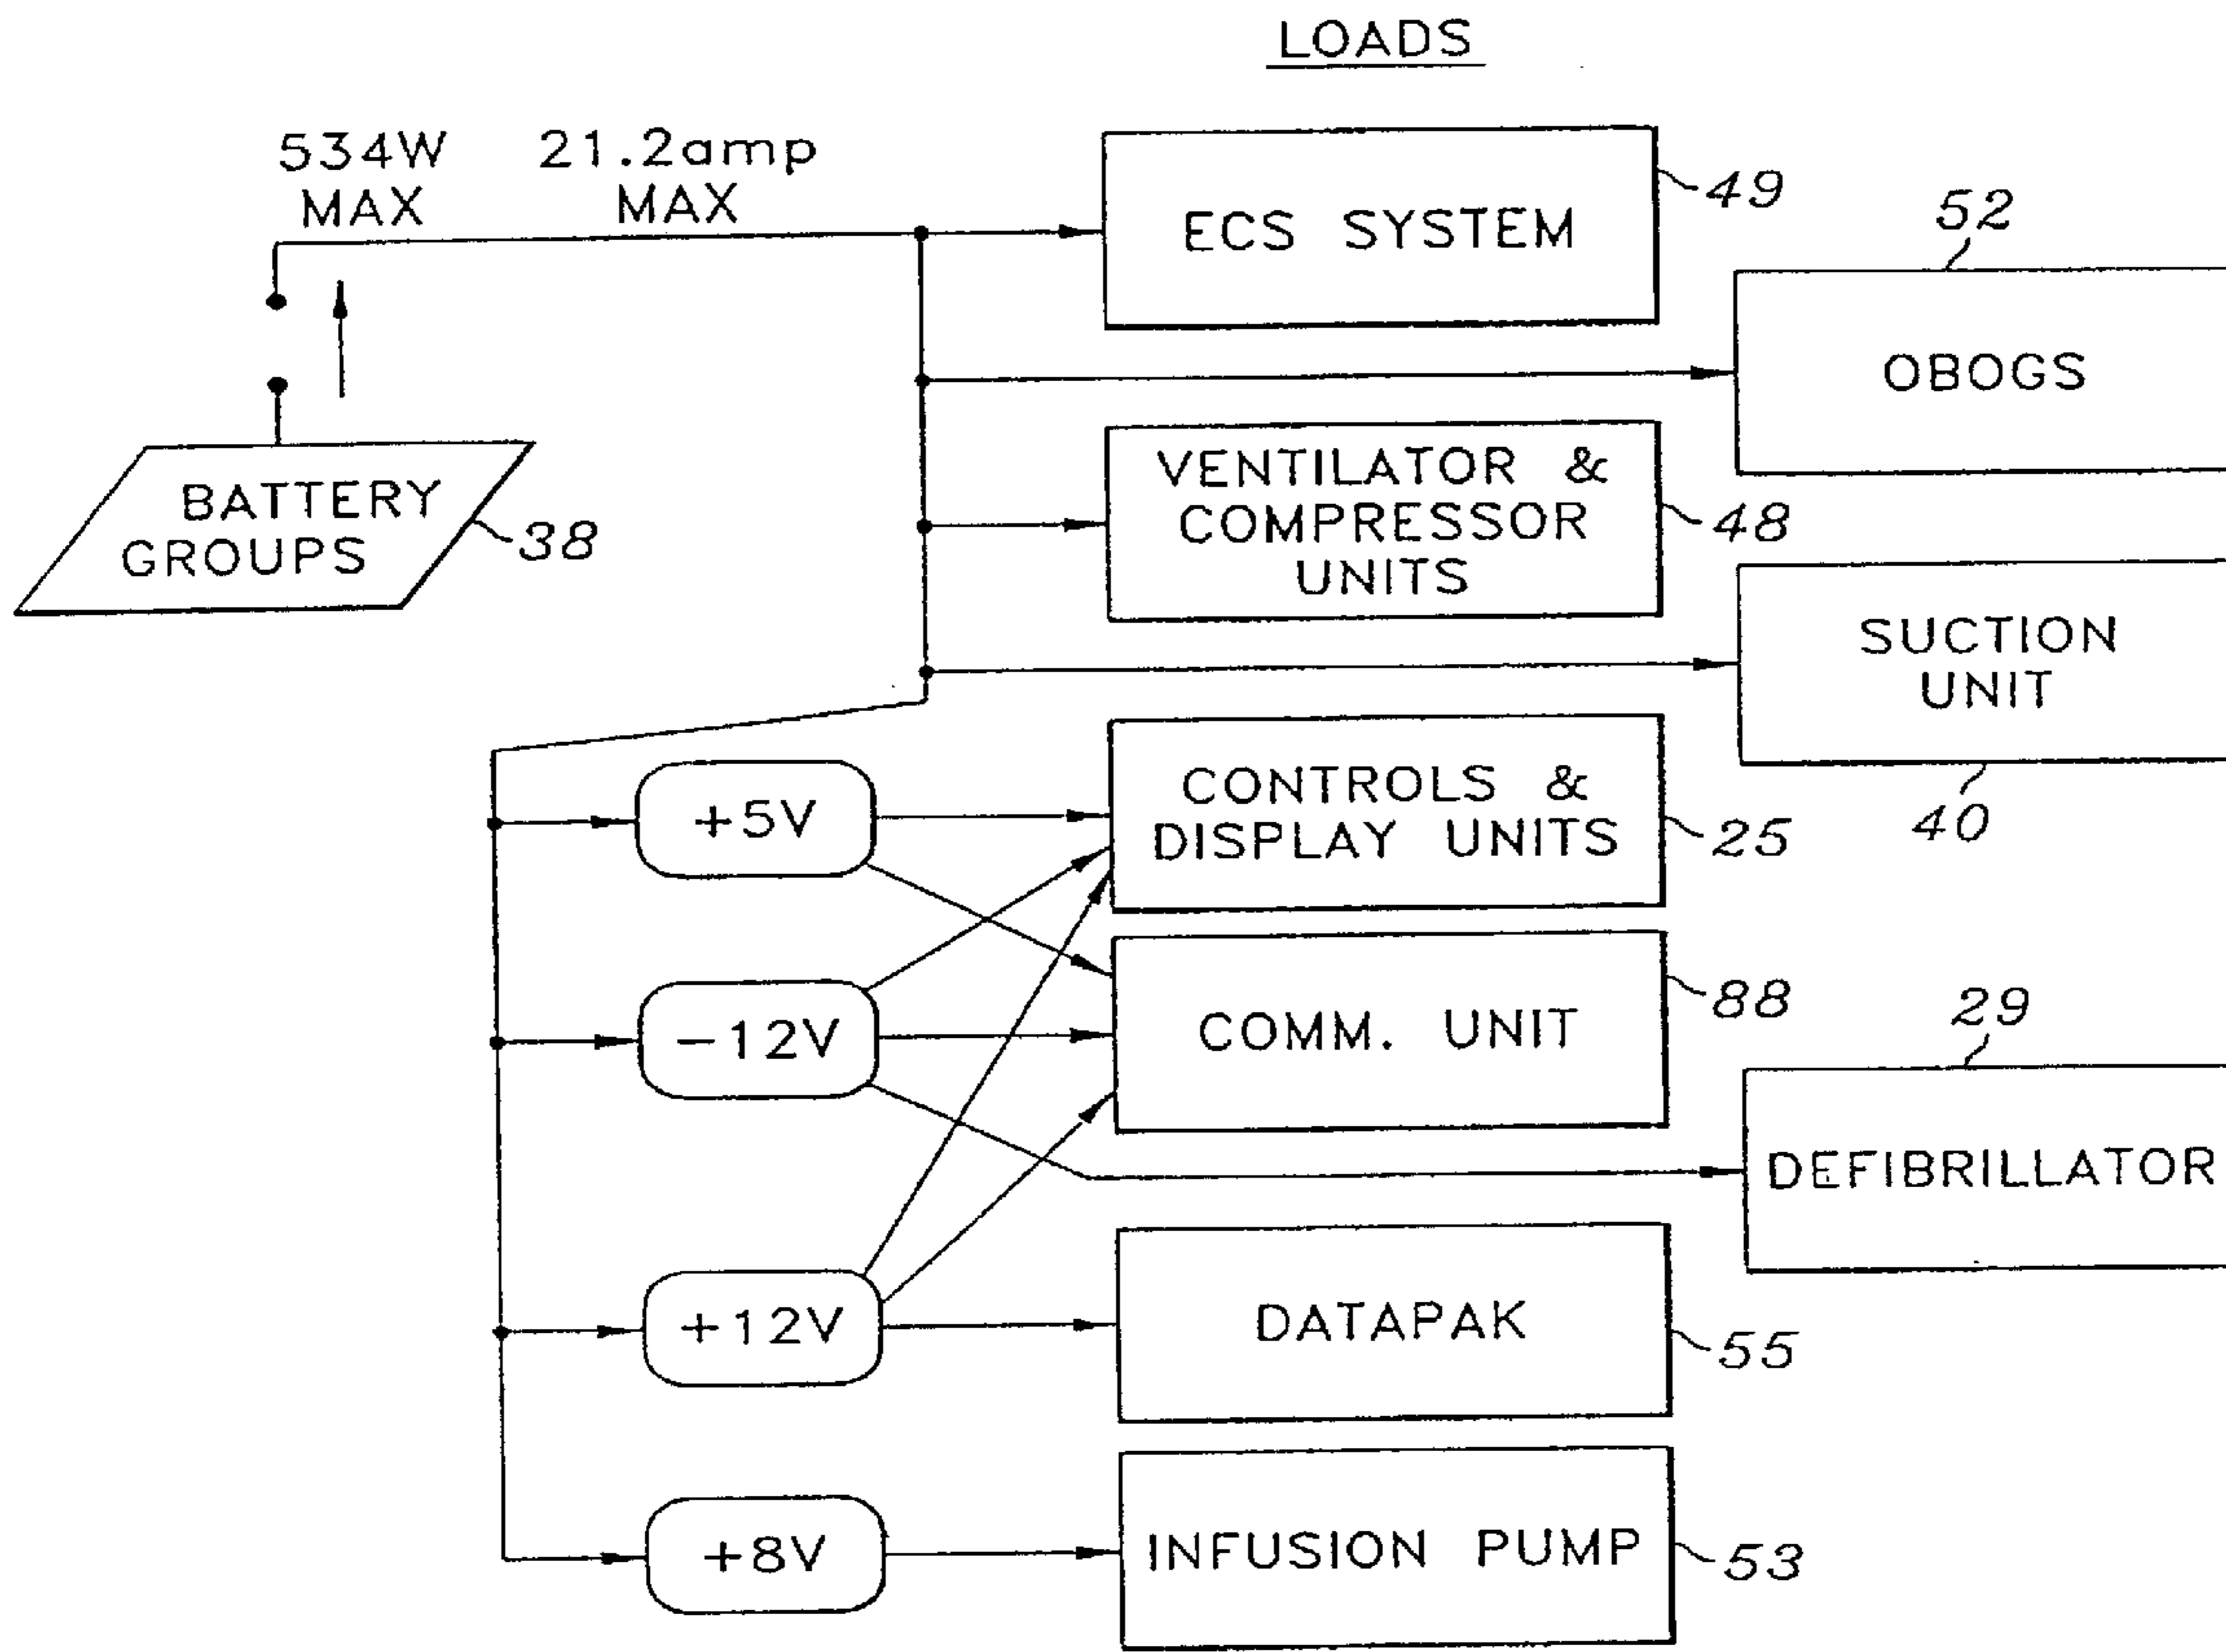 LOADS
534W
MAX
21.2amp
MAX
ECS SYSTEM
49
52
OBOGS
BATTERY
GROUPS
38
VENTILATOR &
COMPRESSOR
UNITS
48
SUCTION
UNIT
40
+5V
CONTROLS &
DISPLAY UNITS
25
-12V
COMM. UNIT
88
29
DEFIBRILLATOR
+12V
DATAPAK
55
+8V
INFUSION PUMP
53